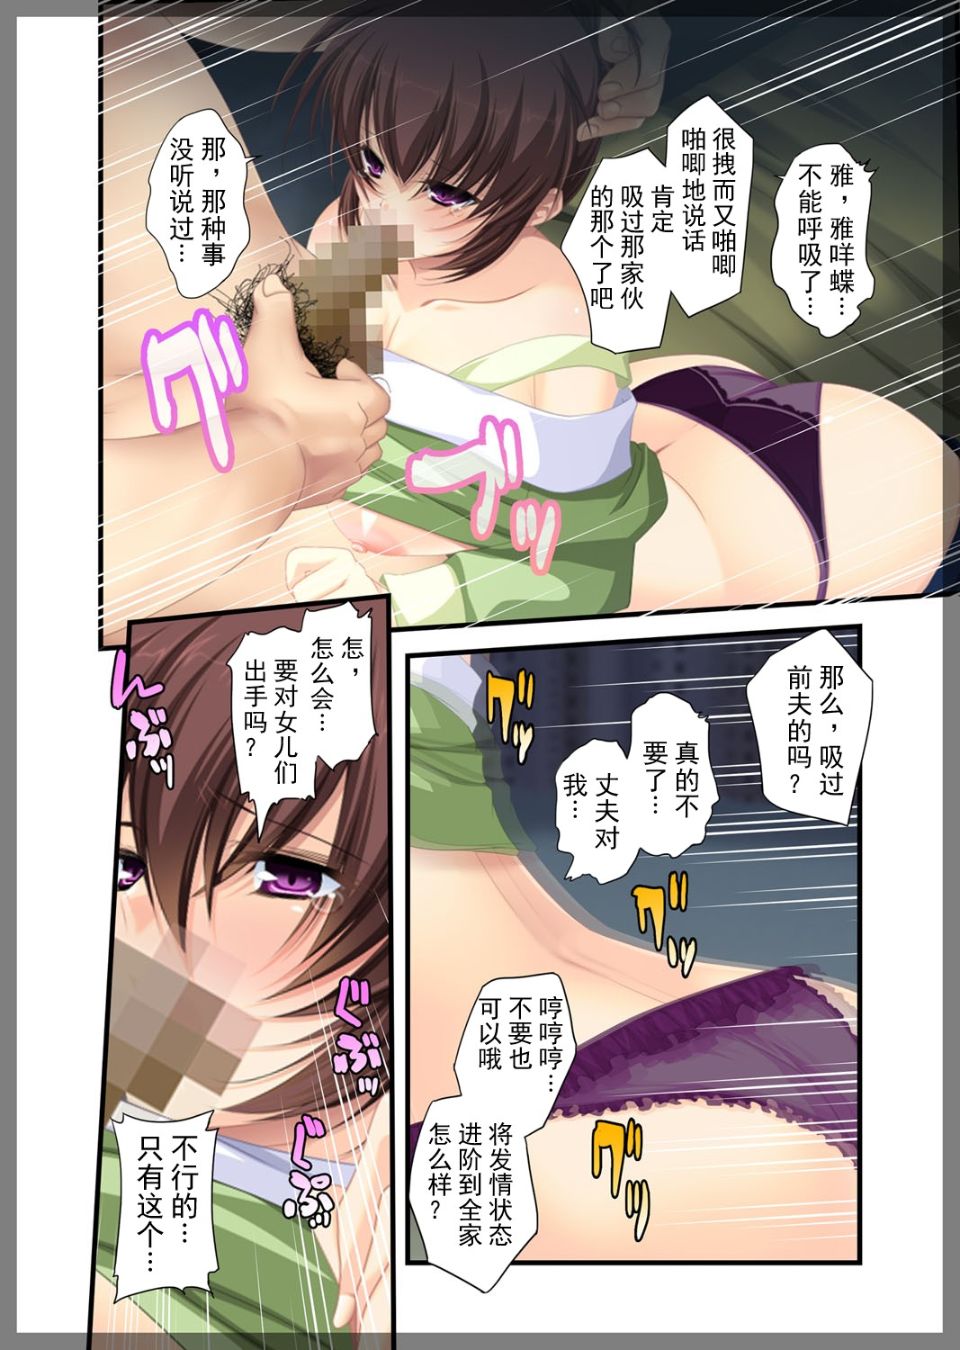 雅，雅咩蝶…
不能呼吸了…
很拽而又啪唧
啪唧地说话
肯定
吸过那家伙
的那个了吧
那，那种事
没听说过…
グブッ
那么，吸过
前夫的吗？
真的不
要了…
丈夫对
我…
グッ
グッ
哼哼哼…
不要也
可以哦
将发情状态
进阶到全家
怎么样？
グッ
怎，
怎么会…
要对女儿们
出手吗？
んぶっ
ぐぶっ
ぐぷっ
不行的…
只有这个…